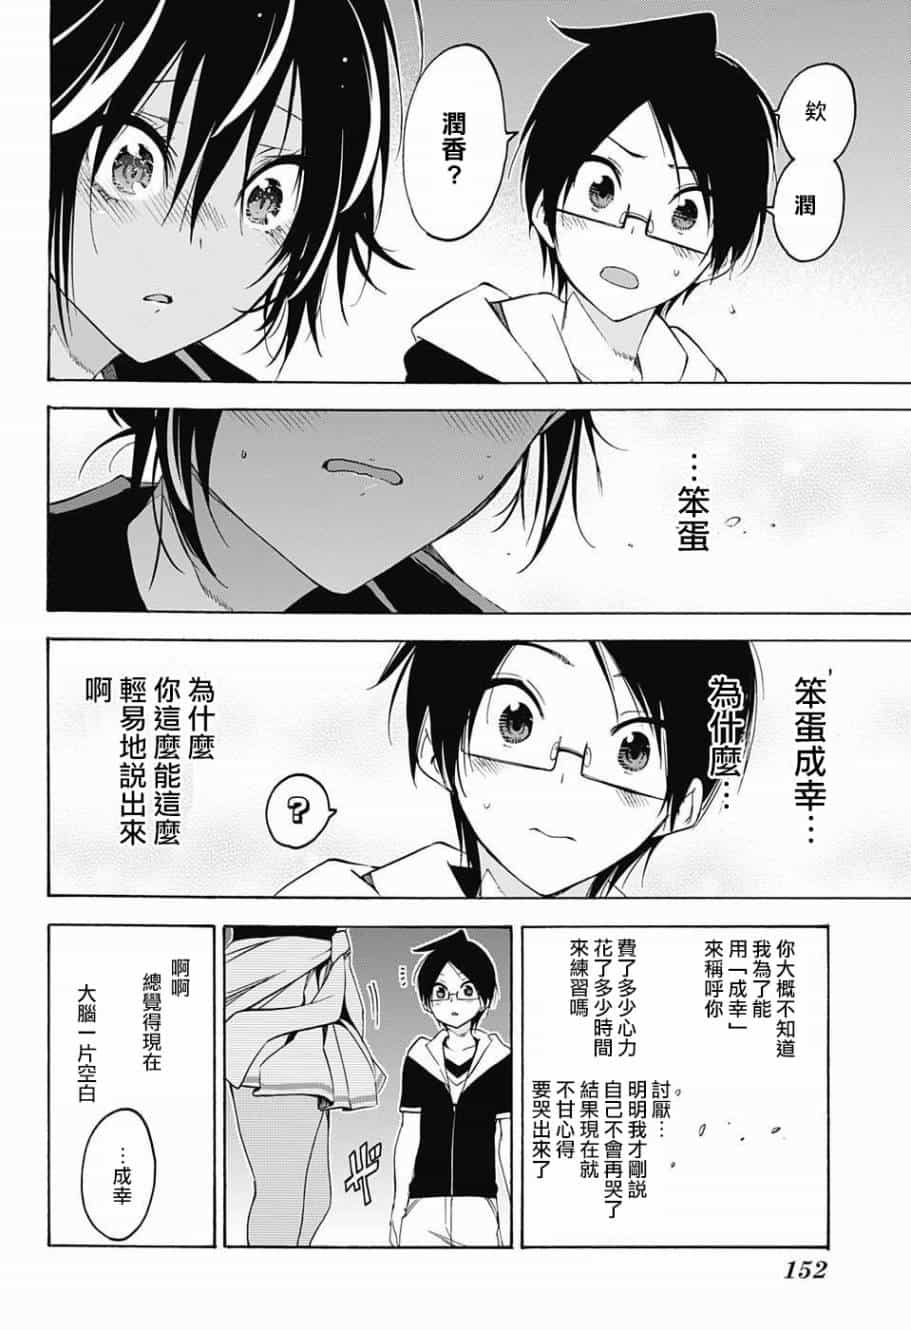 欸
潤
潤香？
…笨蛋
笨蛋成幸…
為什麼…
？
為什麼
你這麼能這麼
輕易地説出來
啊
你大概不知道
我為了能
用「成幸」
來稱呼你
費了多少心力
花了多少時間
來練習嗎
討厭…
明明我才剛説
自己不會再哭了
結果現在就
不甘心得
要哭出來了
ザッ
啊啊
總覺得現在
大腦一片空白
…成幸
152